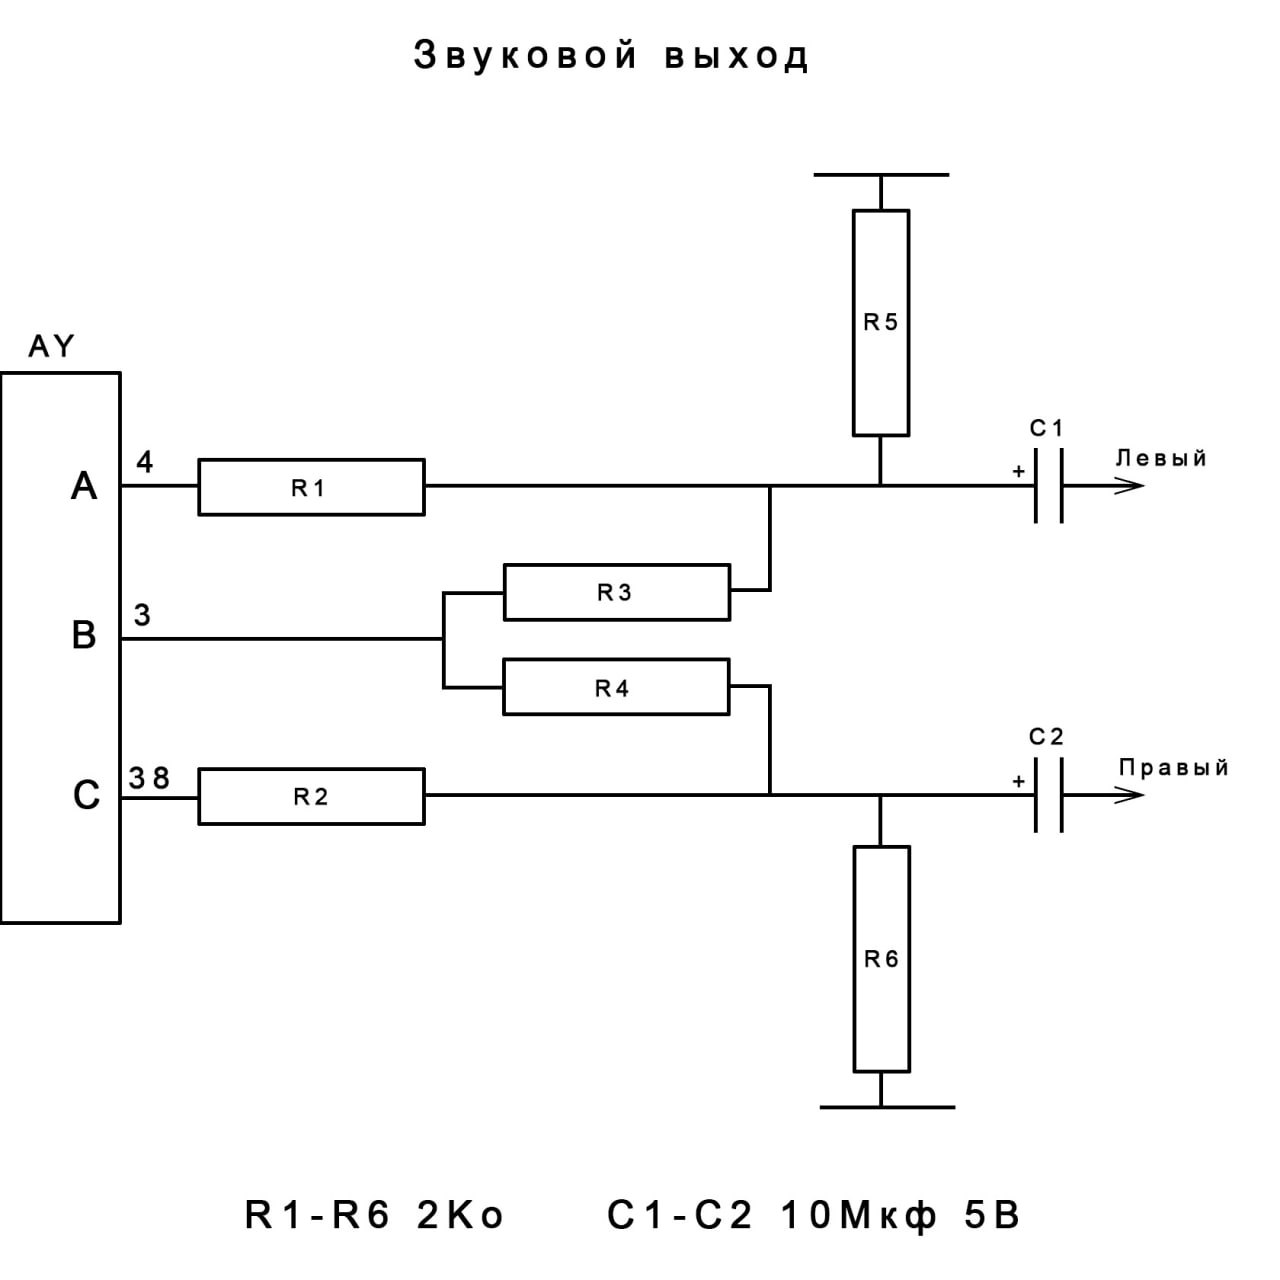 Звуковой выход
R5
AY
C1
Левый
4
+
A
R1
R3
3
B
R4
C2
Правый
38
+
C
R2
R6
R1-R6 2Ко
C1-C2 10Мкф 5В